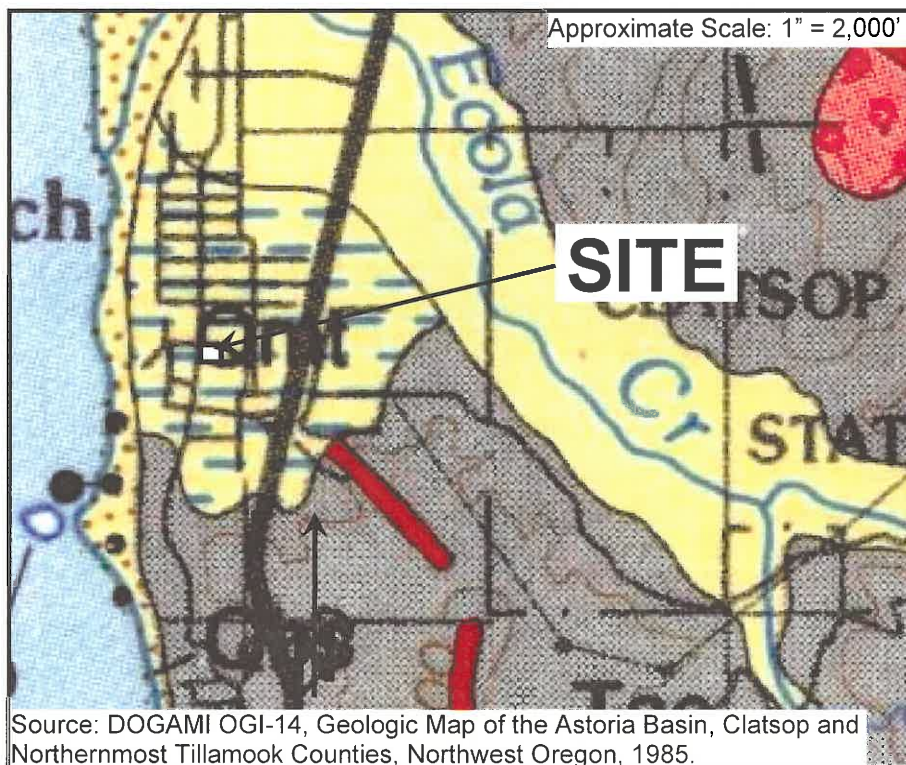 Approximate Scale: 1” = 2,000’
Ecola
ch
SITE
CLATSOP
Cr
STAT
Source: DOGAMI OGI-14, Geologic Map of the Astoria Basin, Clatsop and
Northernmost Tillamook Counties, Northwest Oregon, 1985.